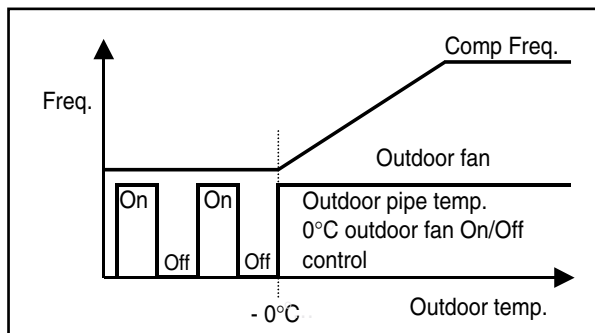 Comp Freq.
Freq.
Outdoor fan
On
On
Outdoor pipe temp.
0°C outdoor fan On/Off
Off
Off
control
- 0°C
Outdoor temp.